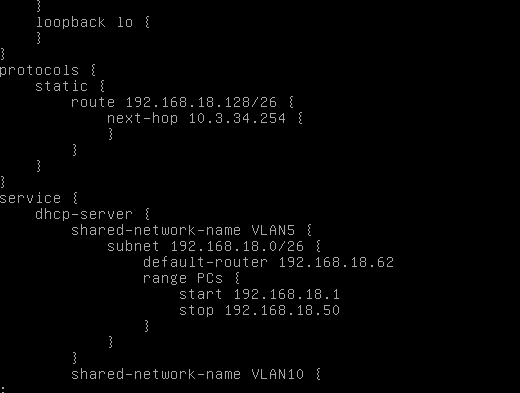 }
    loopback lo {
    }
}
protocols {
    static {
        route 192.168.18.128/26 {
            next-hop 10.3.34.254 {
            }
        }
    }
}
service {
    dhcp-server {
        shared-network-name VLAN5 {
            subnet 192.168.18.0/26 {
                default-router 192.168.18.62
                range PCs {
                    start 192.168.18.1
                    stop 192.168.18.50
                }
            }
        }
        shared-network-name VLAN10 {
: